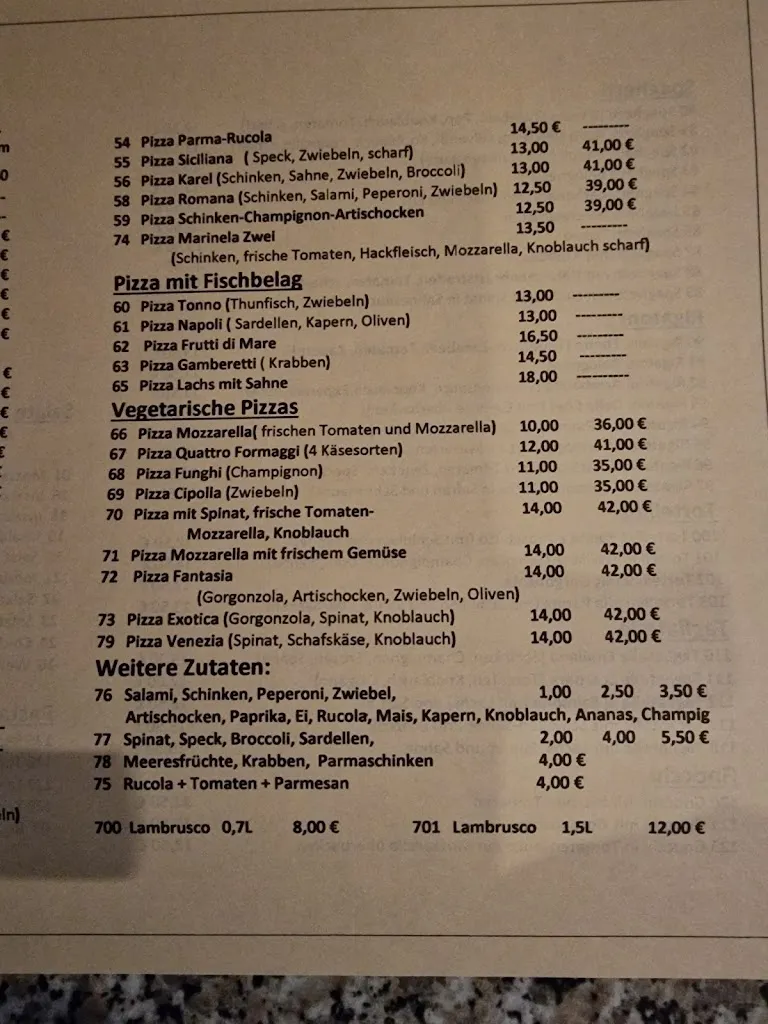 54 Pizza Parma-Rucola 14,50 € ---------
55 Pizza Siciliana ( Speck, Zwiebeln, scharf) 13,00 41,00 €
56 Pizza Karel (Schinken, Sahne, Zwiebeln, Broccoli) 13,00 41,00 €
58 Pizza Romana (Schinken, Salami, Peperoni, Zwiebeln) 12,50 39,00 €
59 Pizza Schinken-Champignon-Artischocken 12,50 39,00 €
74 Pizza Marinela Zwei 13,50 ---------
(Schinken, frische Tomaten, Hackfleisch, Mozzarella, Knoblauch scharf)
Pizza mit Fischbelag
60 Pizza Tonno (Thunfisch, Zwiebeln) 13,00 ---------
61 Pizza Napoli ( Sardellen, Kapern, Oliven) 13,00 ---------
62 Pizza Frutti di Mare 16,50 ---------
63 Pizza Gamberetti ( Krabben) 14,50 ---------
65 Pizza Lachs mit Sahne 18,00 ---------
Vegetarische Pizzas
66 Pizza Mozzarella( frischen Tomaten und Mozzarella) 10,00 36,00 €
67 Pizza Quattro Formaggi (4 Käsesorten) 12,00 41,00 €
68 Pizza Funghi (Champignon) 11,00 35,00 €
69 Pizza Cipolla (Zwiebeln) 11,00 35,00 €
70 Pizza mit Spinat, frische Tomaten- 14,00 42,00 €
Mozzarella, Knoblauch
71 Pizza Mozzarella mit frischem Gemüse 14,00 42,00 €
72 Pizza Fantasia 14,00 42,00 €
(Gorgonzola, Artischocken, Zwiebeln, Oliven)
73 Pizza Exotica (Gorgonzola, Spinat, Knoblauch) 14,00 42,00 €
79 Pizza Venezia (Spinat, Schafskäse, Knoblauch) 14,00 42,00 €
Weitere Zutaten:
76 Salami, Schinken, Peperoni, Zwiebel, 1,00 2,50 3,50 €
Artischocken, Paprika, Ei, Rucola, Mais, Kapern, Knoblauch, Ananas, Champig
77 Spinat, Speck, Broccoli, Sardellen, 2,00 4,00 5,50 €
78 Meeresfrüchte, Krabben, Parmaschinken 4,00 €
75 Rucola + Tomaten + Parmesan 4,00 €
700 Lambrusco 0,7L 8,00 € 701 Lambrusco 1,5L 12,00 €